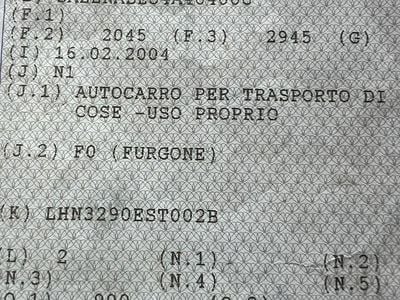 (F.1)
(F.2) 2045 (F.3) 2945 (G)
(I) 16.02.2004
(J) N1
(J.1) AUTOCARRO PER TRASPORTO DI
COSE -USO PROPRIO
(J.2) F0 (FURGONE)
(K) LHN3290EST002B
(L) 2 (N.1) (N.2)
(N.3) (N.4) (N.5)